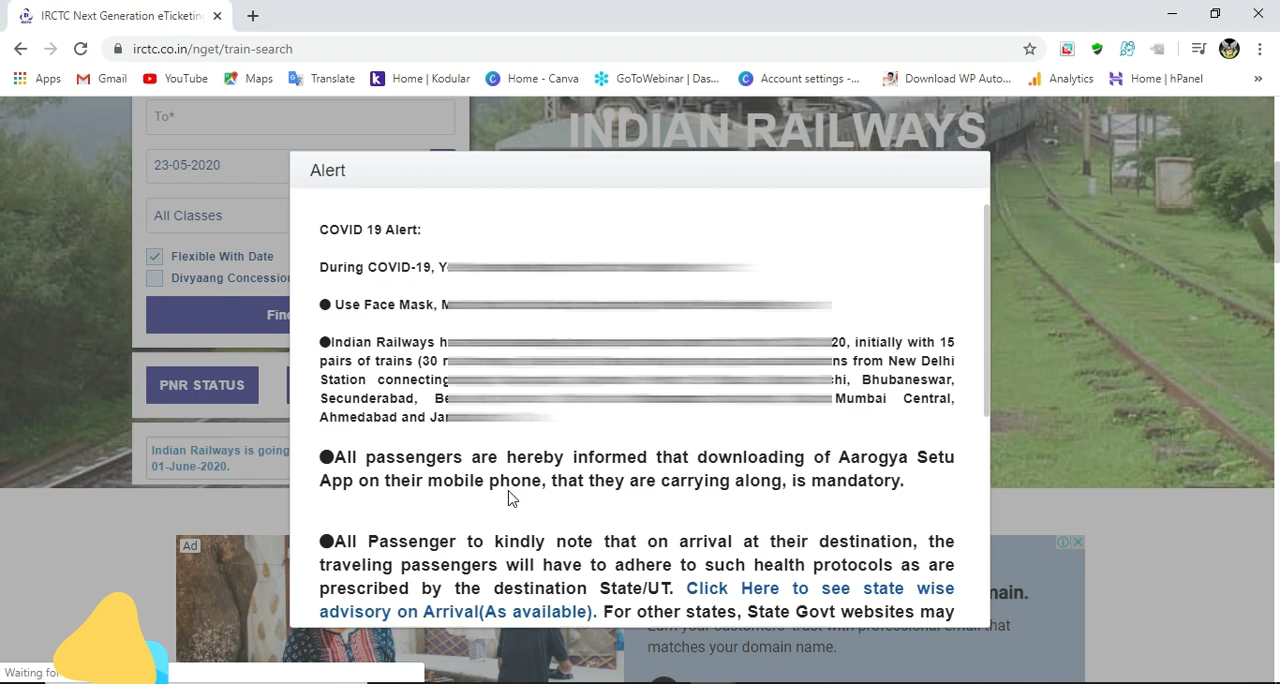 IRCTC Next Generation eTicketing
irctc.co.in/nget/train-search
Apps Gmail YouTube Maps Translate Home | Kodular Home - Canva GoToWebinar | Das... Account settings -... Download WP Auto... Analytics Home | hPanel »
To*
INDIAN RAILWAYS
23-05-2020
All Classes
Flexible With Date
Divyaang Concession
PNR STATUS
Indian Railways is going
01-June-2020.
Alert
COVID 19 Alert:
During COVID-19,
● Use Face Mask,
●Indian Railways 20, initially with 15
pairs of trains (30 from New Delhi
Station connecting Bhubaneswar,
Secunderabad, Mumbai Central,
Ahmedabad and
●All passengers are hereby informed that downloading of Aarogya Setu
App on their mobile phone, that they are carrying along, is mandatory.
●All Passenger to kindly note that on arrival at their destination, the
traveling passengers will have to adhere to such health protocols as are
prescribed by the destination State/UT. Click Here to see state wise
advisory on Arrival(As available). For other states, State Govt websites may
Ad
Earn your customers' trust with professional email that
matches your domain name.
Waiting for